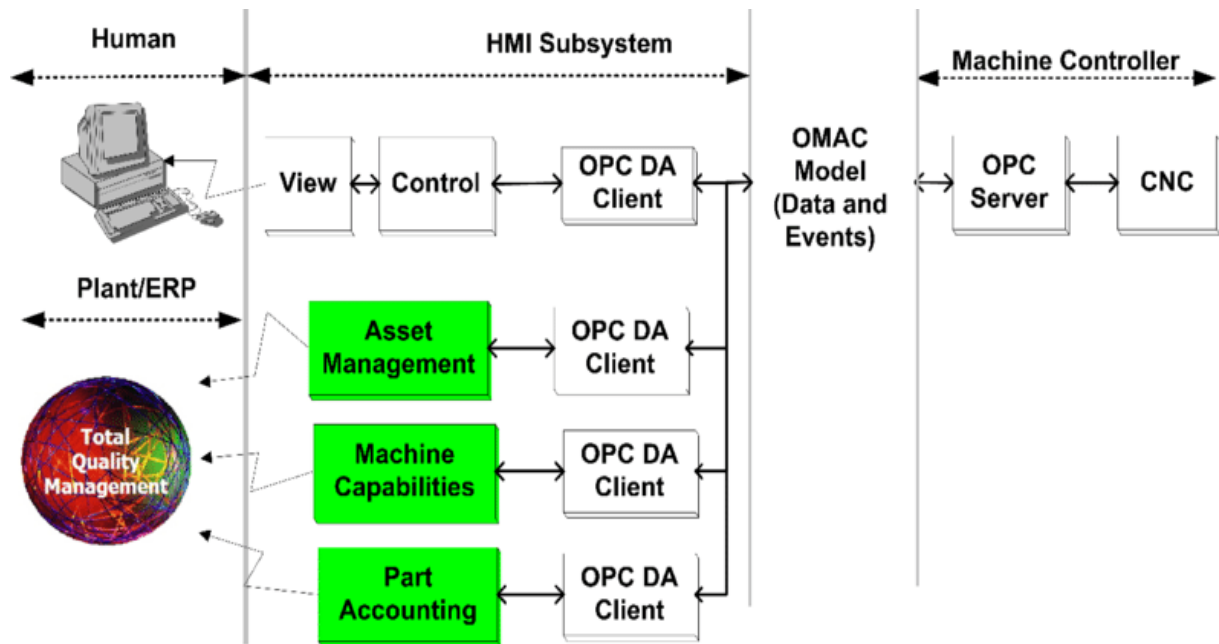 Human
HMI Subsystem
Machine Controller
View
Control
OPC DA
Client
OMAC
Model
(Data and
Events)
OPC
Server
CNC
Plant/ERP
Asset
Management
OPC DA
Client
Total
Quality
Management
Machine
Capabilities
OPC DA
Client
Part
Accounting
OPC DA
Client